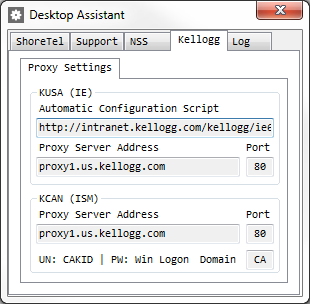 Desktop Assistant
ShoreTel Support NSS Kellogg Log
Proxy Settings
KUSA (IE)
Automatic Configuration Script
http://intranet.kellogg.com/kellogg/ie6
Proxy Server Address Port
proxy1.us.kellogg.com 80
KCAN (ISM)
Proxy Server Address Port
proxy1.us.kellogg.com 80
UN: CAKID | PW: Win Logon Domain CA